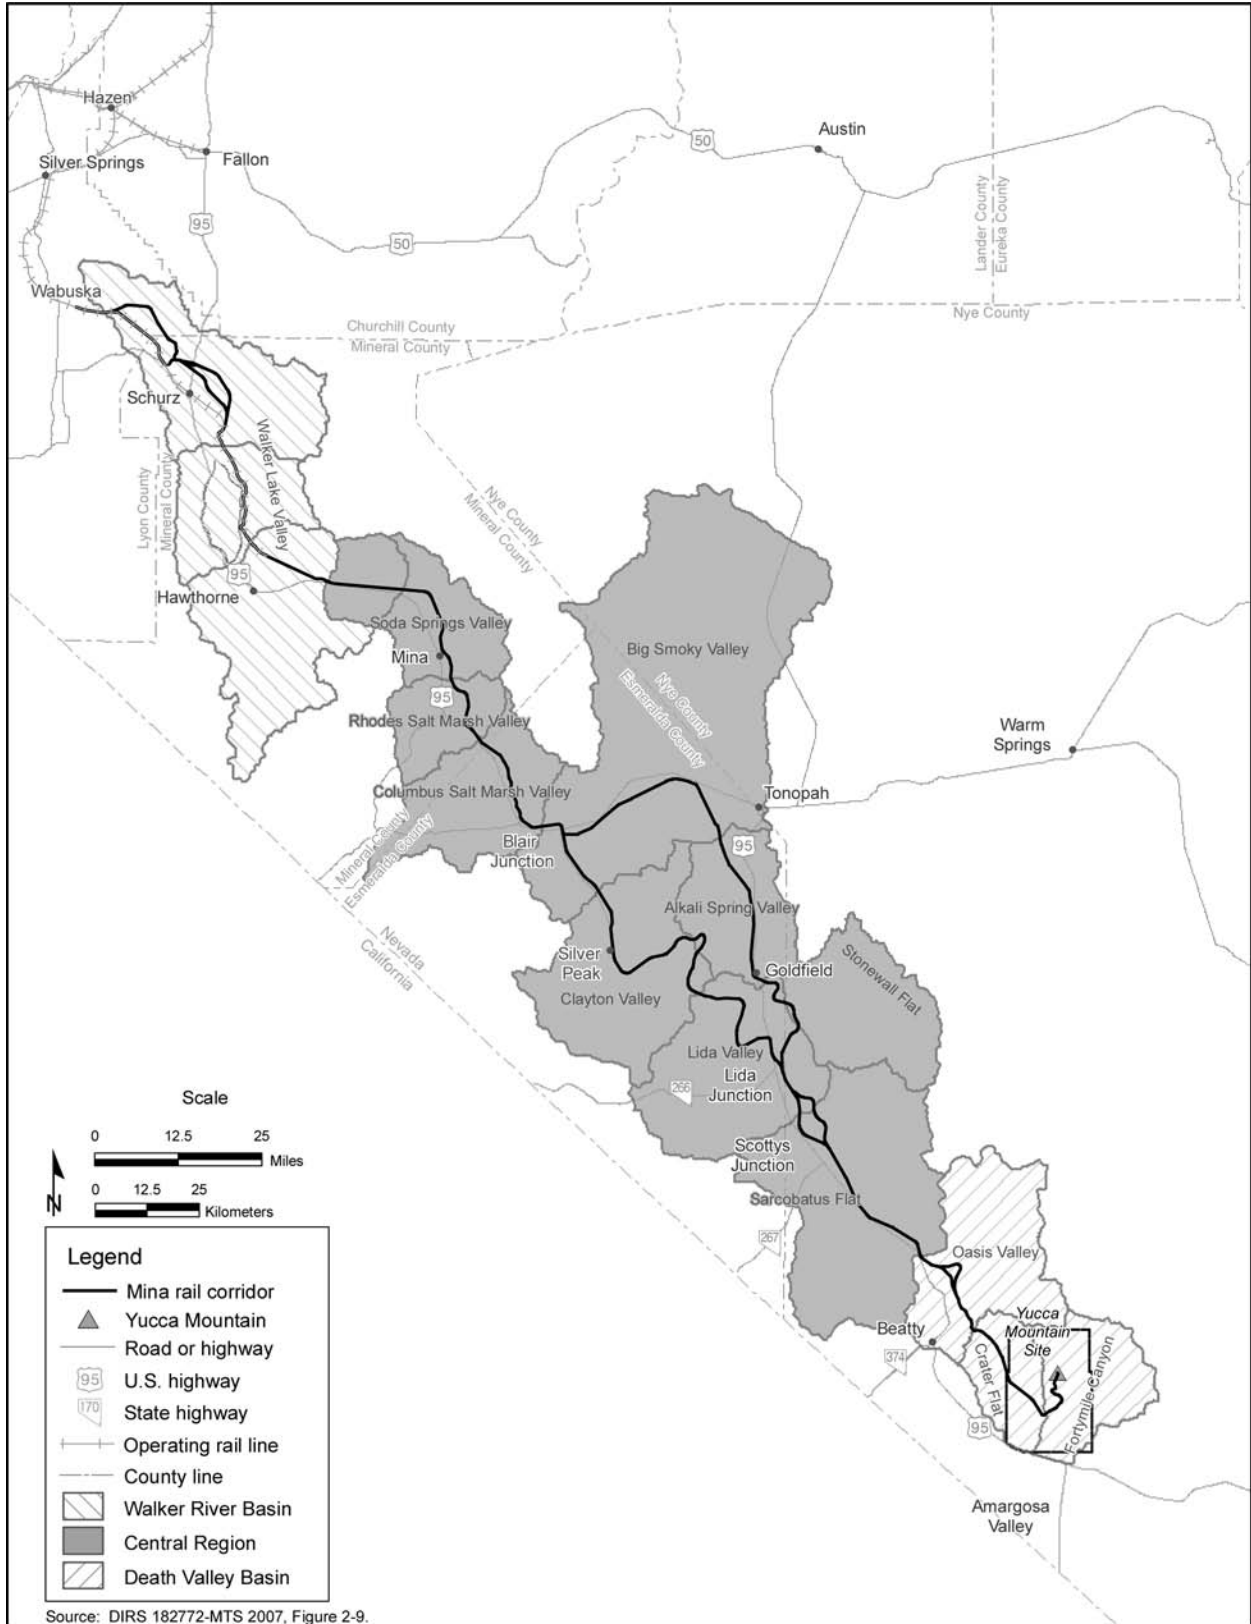 Hazen
Austin
50
Silver Springs
Fallon
95
50
Lander County
Eureka County
Wabuska
Nye County
Churchill County
Mineral County
Schurz
Walker Lake Valley
Lyon County
Mineral County
Nye County
Mineral County
95
Hawthorne
Soda Springs Valley
Mina
Big Smoky Valley
95
Nye County
Esmeralda County
Rhodes Salt Marsh Valley
Warm
Springs
Columbus Salt Marsh Valley
Tonopah
Mineral County
Esmeralda County
Blair
Junction
95
Alkali Spring Valley
Nevada
California
Silver
Peak
Goldfield
Stonewall Flat
Clayton Valley
Lida Valley
Lida
Junction
266
Scottys
Junction
Sarcobatus Flat
267
Oasis Valley
Yucca
Mountain
Site
Beatty
374
Crater Flat
Fortymile Canyon
95
Amargosa
Valley
Scale
0 12.5 25
Miles
0 12.5 25
Kilometers
N
Legend
Mina rail corridor
Yucca Mountain
Road or highway
95 U.S. highway
170 State highway
Operating rail line
County line
Walker River Basin
Central Region
Death Valley Basin
Source: DIRS 182772-MTS 2007, Figure 2-9.